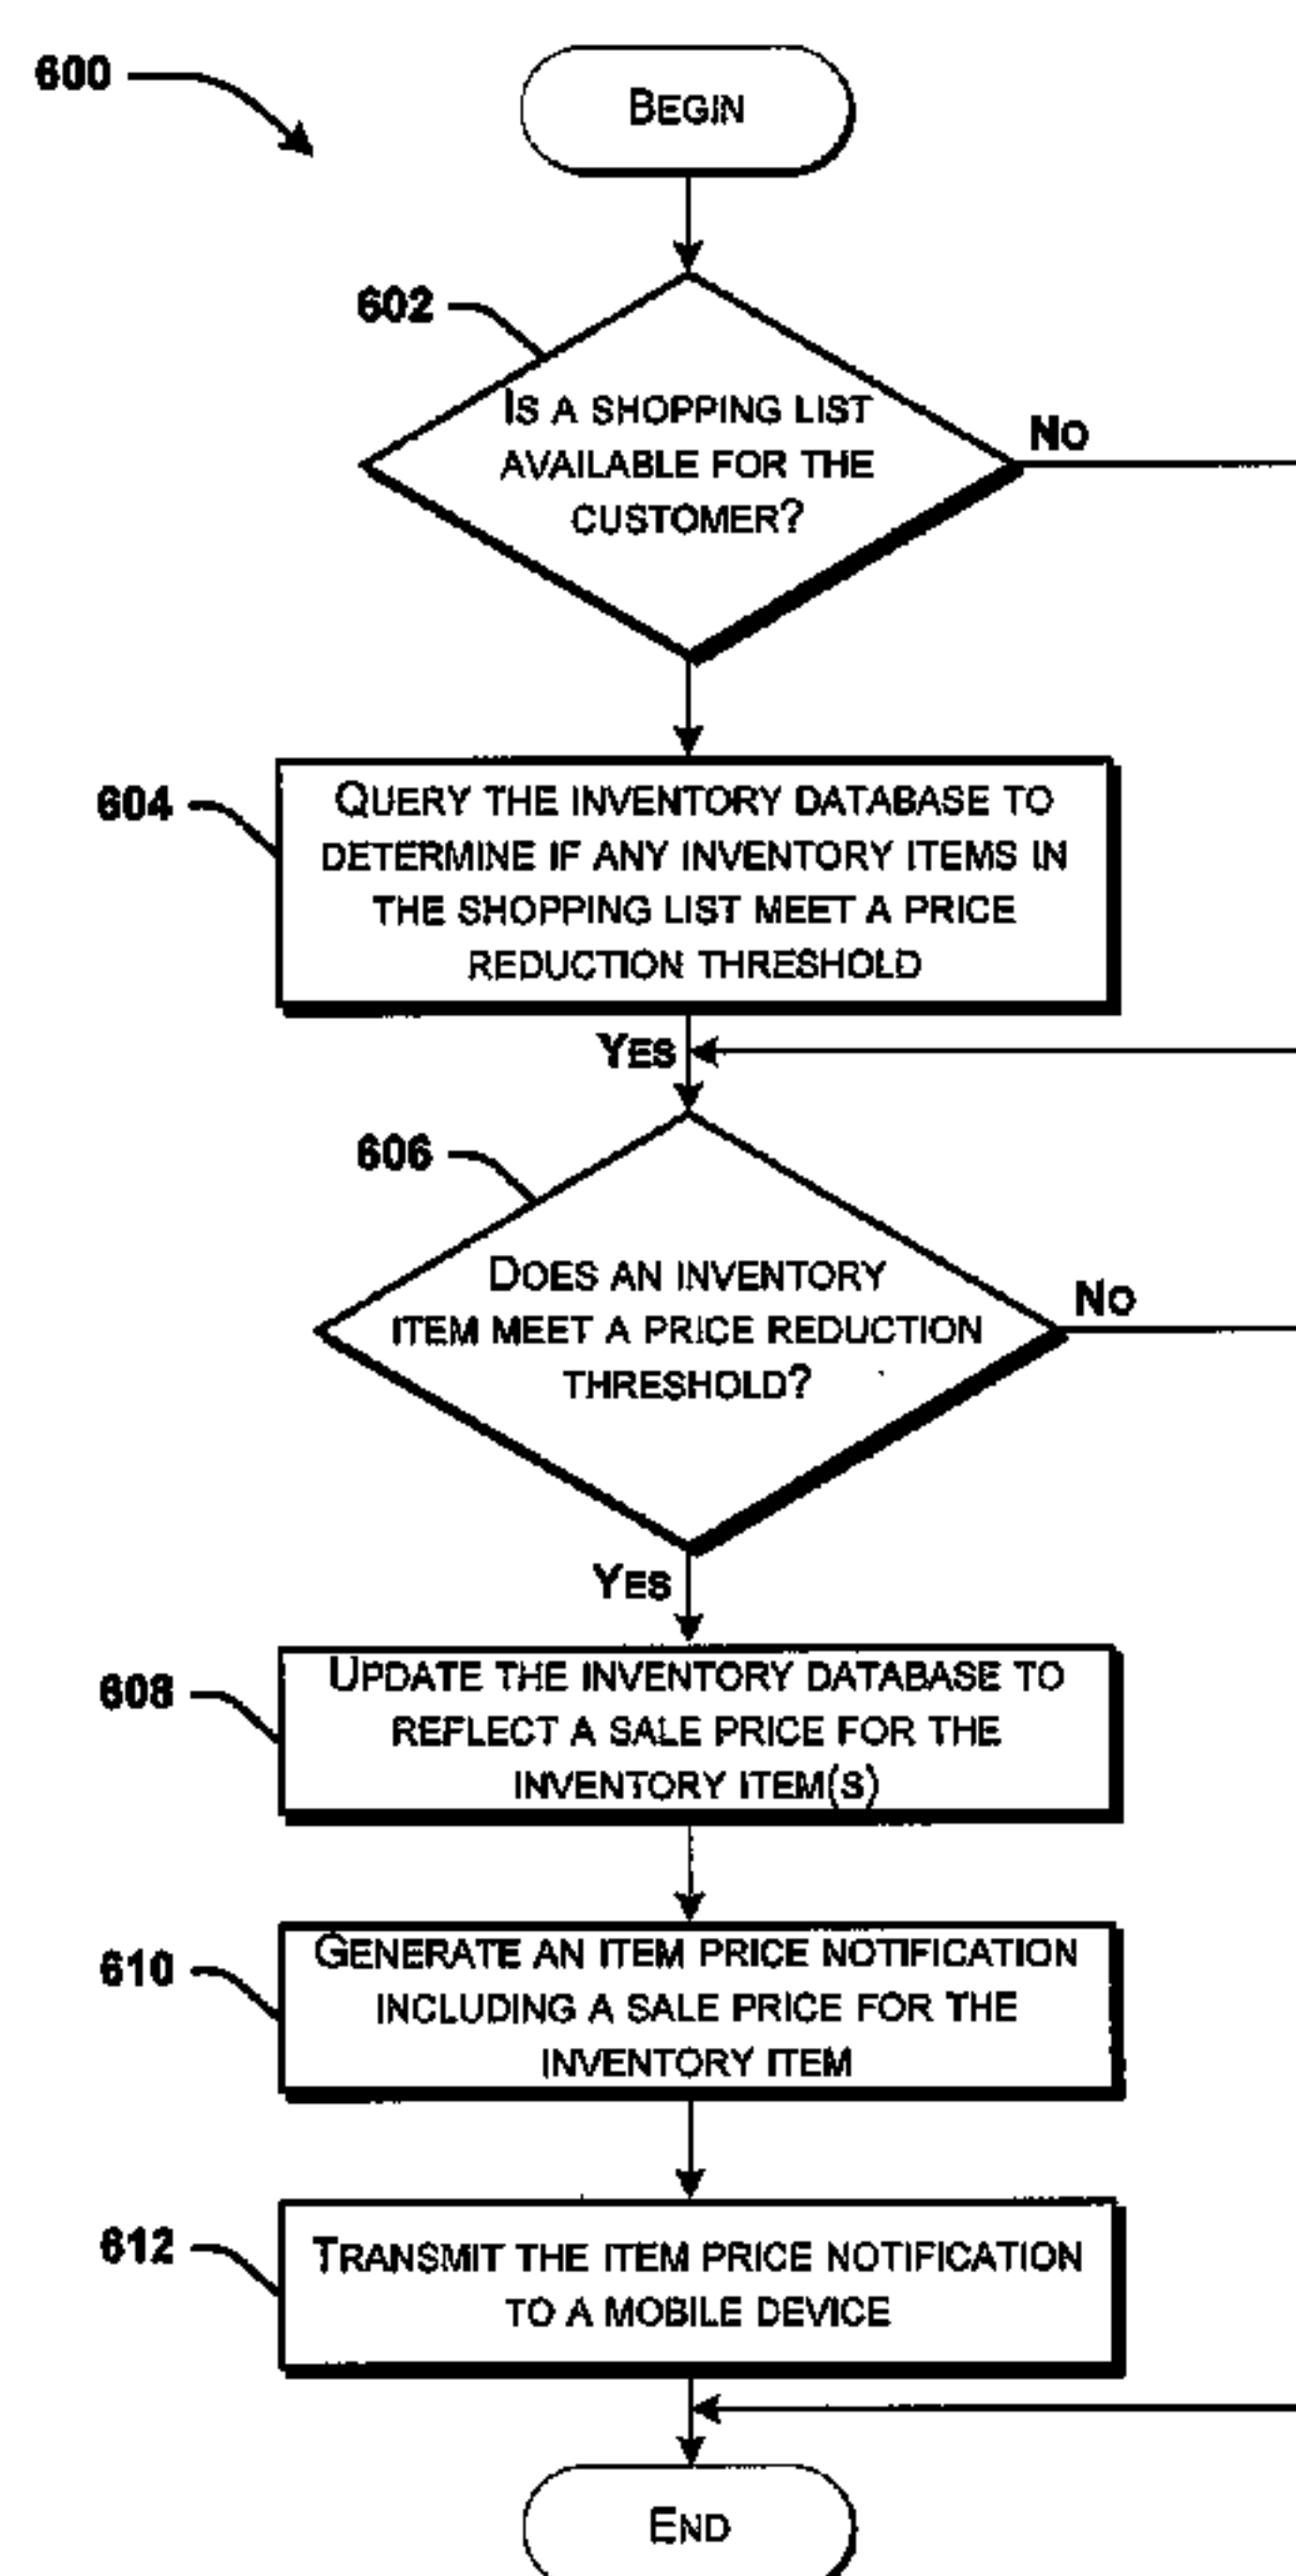 600
BEGIN
602
IS A SHOPPING LIST
AVAILABLE FOR THE
CUSTOMER?
NO
604
QUERY THE INVENTORY DATABASE TO
DETERMINE IF ANY INVENTORY ITEMS IN
THE SHOPPING LIST MEET A PRICE
REDUCTION THRESHOLD
YES
606
DOES AN INVENTORY
ITEM MEET A PRICE REDUCTION
THRESHOLD?
NO
YES
608
UPDATE THE INVENTORY DATABASE TO
REFLECT A SALE PRICE FOR THE
INVENTORY ITEM(S)
610
GENERATE AN ITEM PRICE NOTIFICATION
INCLUDING A SALE PRICE FOR THE
INVENTORY ITEM
612
TRANSMIT THE ITEM PRICE NOTIFICATION
TO A MOBILE DEVICE
END